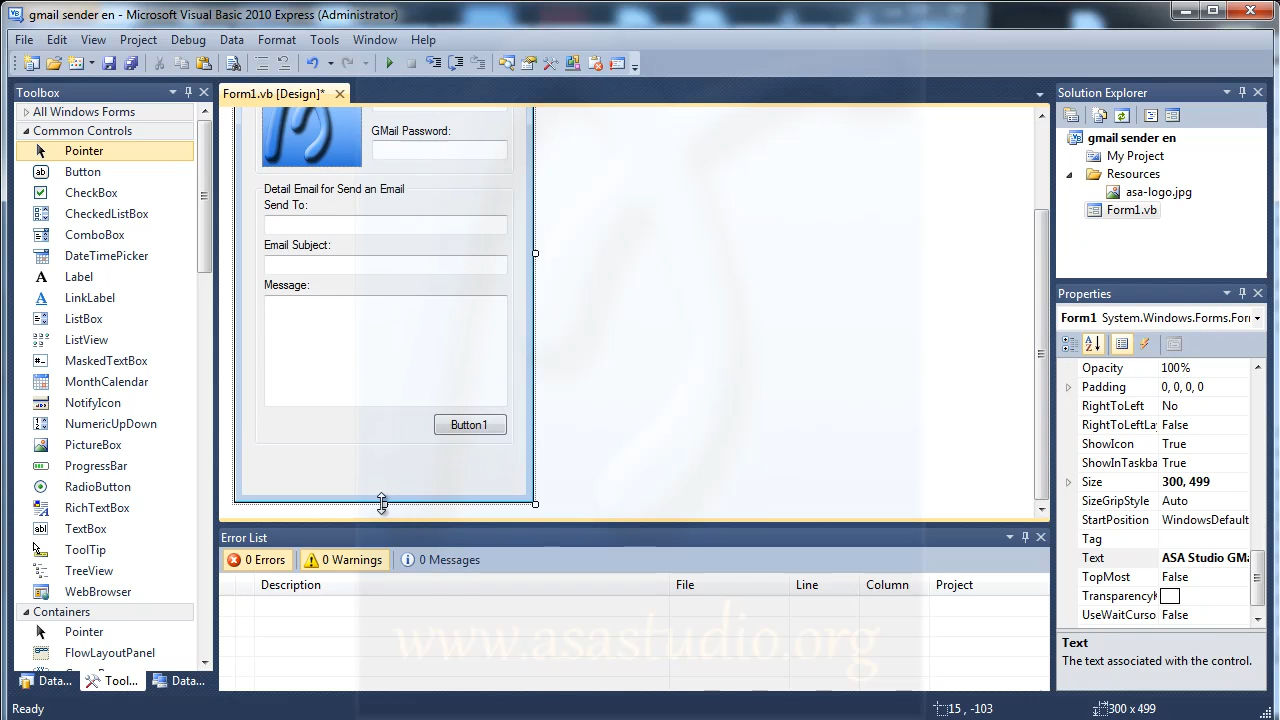 gmail sender en - Microsoft Visual Basic 2010 Express (Administrator)
File Edit View Project Debug Data Format Tools Window Help
Toolbox
All Windows Forms
Common Controls
Pointer
Button
CheckBox
CheckedListBox
ComboBox
DateTimePicker
Label
LinkLabel
ListBox
ListView
MaskedTextBox
MonthCalendar
NotifyIcon
NumericUpDown
PictureBox
ProgressBar
RadioButton
RichTextBox
TextBox
ToolTip
TreeView
WebBrowser
Containers
Pointer
FlowLayoutPanel
Data... Tool... Data...
Form1.vb [Design]*
GMail Password:
Detail Email for Send an Email
Send To:
Email Subject:
Message:
Button1
Error List
0 Errors 0 Warnings 0 Messages
Description File Line Column Project
www.asastudio.org
Solution Explorer
gmail sender en
My Project
Resources
asa-logo.jpg
Form1.vb
Properties
Form1 System.Windows.Forms.For
Opacity 100%
Padding 0, 0, 0, 0
RightToLeft No
RightToLeftLa False
ShowIcon True
ShowInTaskba True
Size 300, 499
SizeGripStyle Auto
StartPosition WindowsDefault
Tag
Text ASA Studio GMa
TopMost False
TransparencyK
UseWaitCurso False
Text
The text associated with the control.
Ready 15 , -103 300 x 499